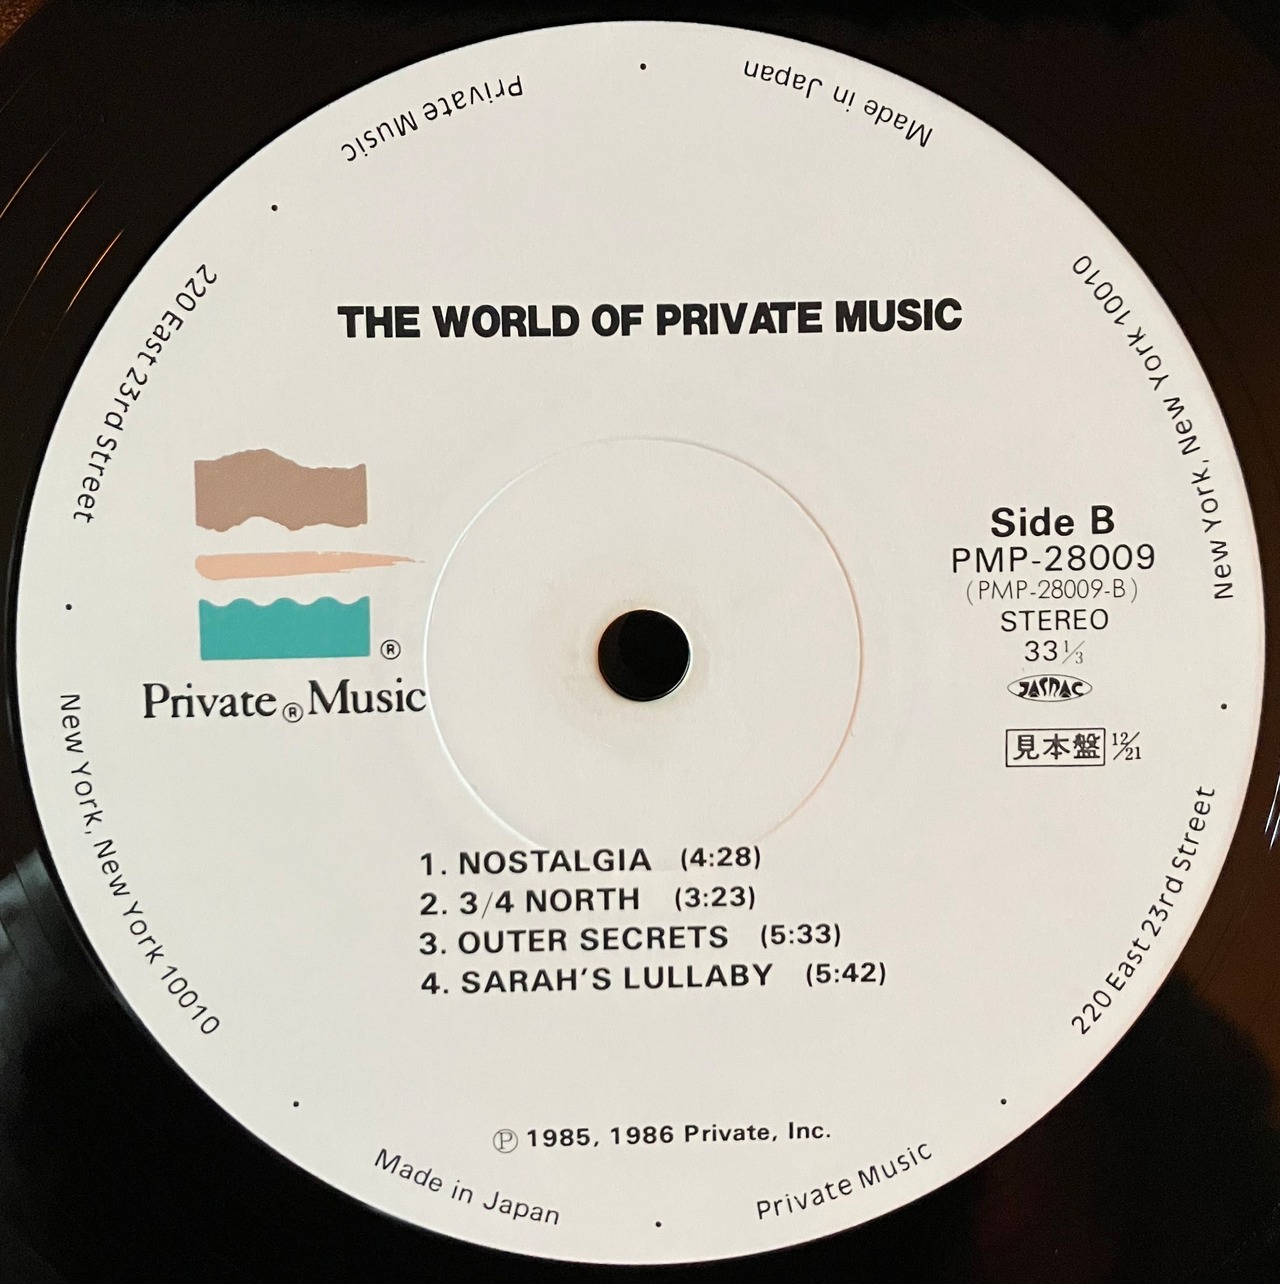 Private Music
Made in Japan
220 East 23rd Street
New York, New York 10010
THE WORLD OF PRIVATE MUSIC
®
Private ® Music
Side B
PMP-28009
(PMP-28009-B)
STEREO
33 1/3
JASRAC
見本盤 12/21
1. NOSTALGIA (4:28)
2. 3/4 NORTH (3:23)
3. OUTER SECRETS (5:33)
4. SARAH'S LULLABY (5:42)
Ⓟ 1985, 1986 Private, Inc.
New York, New York 10010
220 East 23rd Street
Made in Japan
Private Music